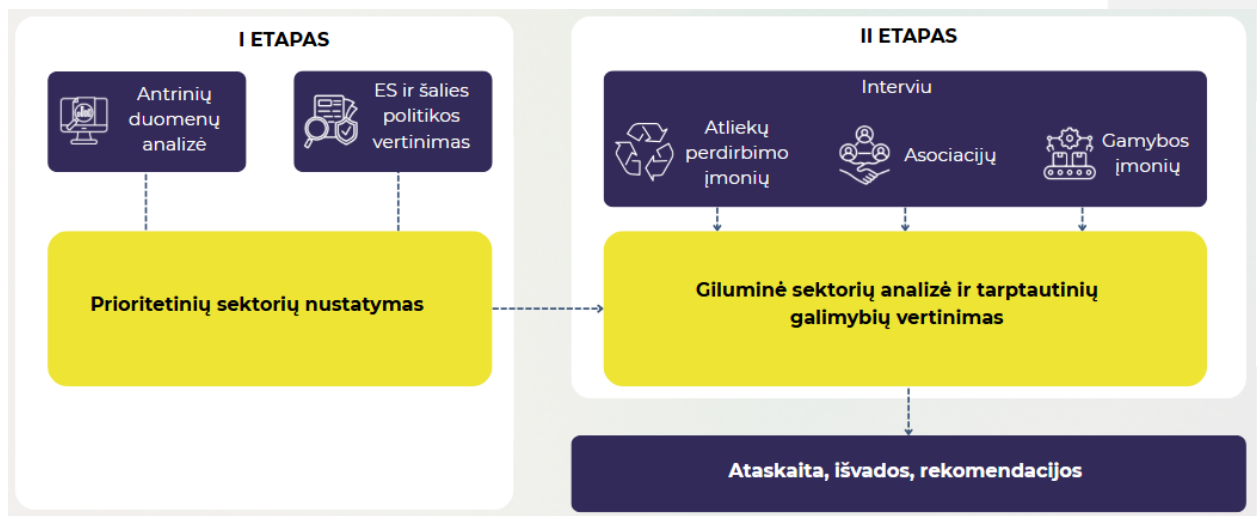 I ETAPAS
Antrinių
duomenų
analizė
ES ir šalies
politikos
vertinimas
Prioritetinių sektorių nustatymas
II ETAPAS
Interviu
Atliekų
perdirbimo
įmonių
Asociacijų
Gamybos
įmonių
Giluminė sektorių analizė ir tarptautinių
galimybių vertinimas
Ataskaita, išvados, rekomendacijos